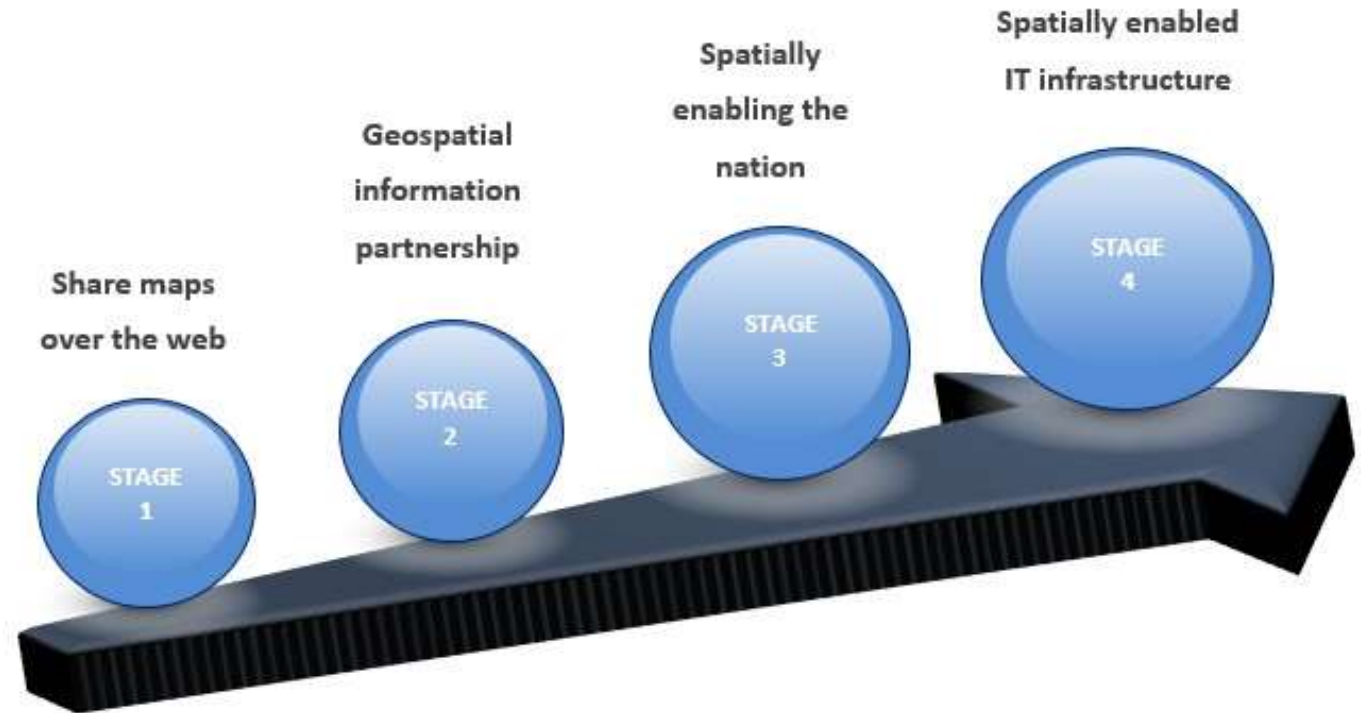 Share maps
over the web
STAGE
1
Geospatial
information
partnership
STAGE
2
Spatially
enabling the
nation
STAGE
3
Spatially enabled
IT infrastructure
STAGE
4